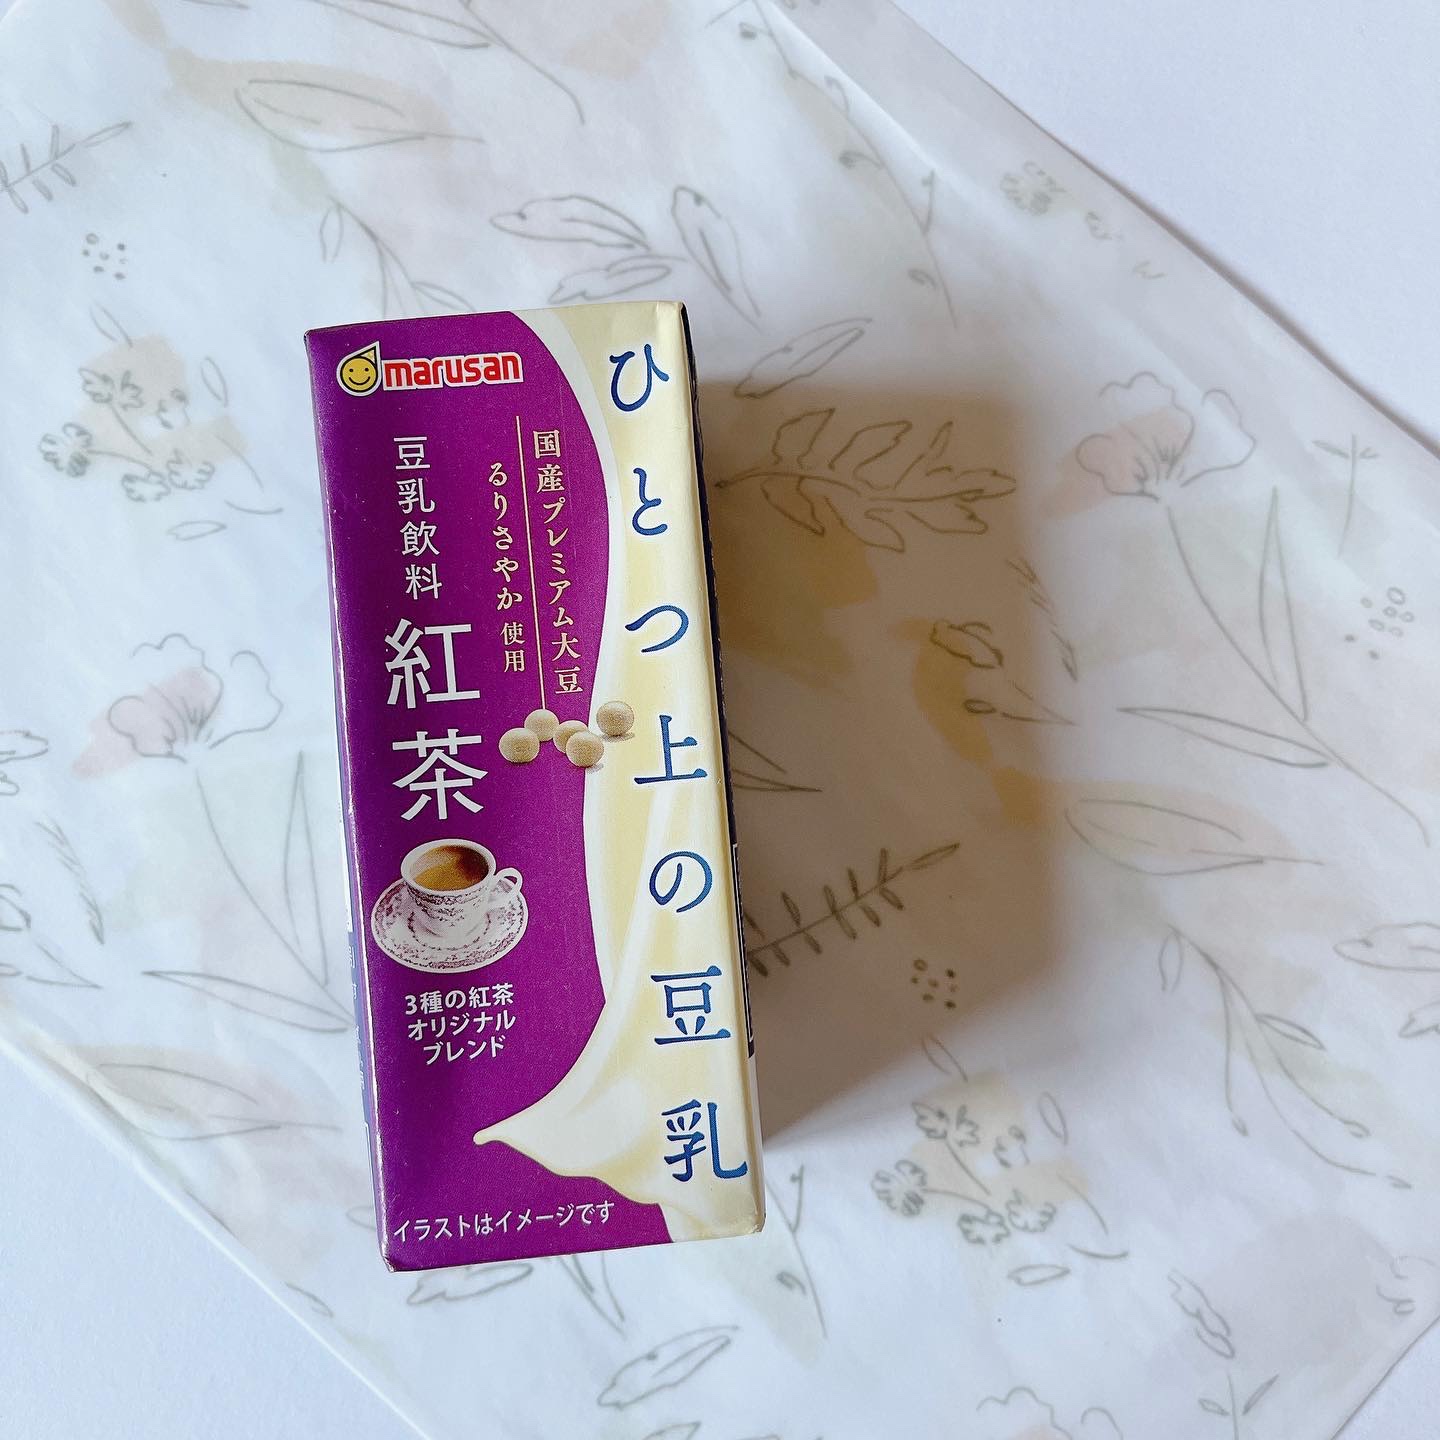 marusan
ひとつ上の豆乳
国産プレミアム大豆
るりさやか使用
豆乳飲料
紅茶
3種の紅茶
オリジナル
ブレンド
イラストはイメージです